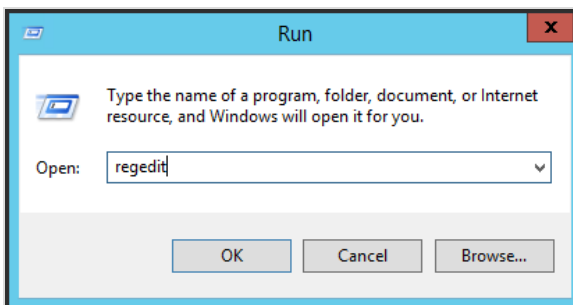 Run
x
Type the name of a program, folder, document, or Internet
resource, and Windows will open it for you.
Open: regedit
OK Cancel Browse...